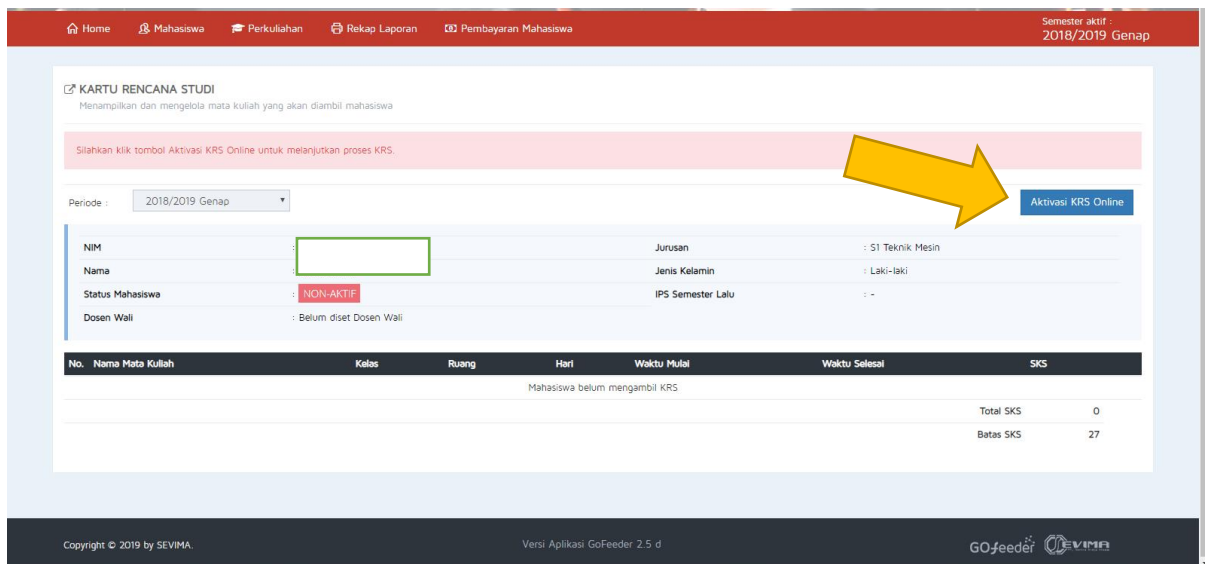 Home Mahasiswa Perkuliahan Rekap Laporan Pembayaran Mahasiswa
Semester aktif :
2018/2019 Genap
KARTU RENCANA STUDI
Menampilkan dan mengelola mata kuliah yang akan diambil mahasiswa
Silahkan klik tombol Aktivasi KRS Online untuk melanjutkan proses KRS.
Periode : 2018/2019 Genap Aktivasi KRS Online
NIM : Jurusan : S1 Teknik Mesin
Nama : Jenis Kelamin : Laki-laki
Status Mahasiswa : NON-AKTIF IPS Semester Lalu : -
Dosen Wali : Belum diset Dosen Wali
No. Nama Mata Kuliah Kelas Ruang Hari Waktu Mulai Waktu Selesai SKS
Mahasiswa belum mengambil KRS
Total SKS 0
Batas SKS 27
Copyright © 2019 by SEVIMA. Versi Aplikasi GoFeeder 2.5 d GOfeeder SEVIMA